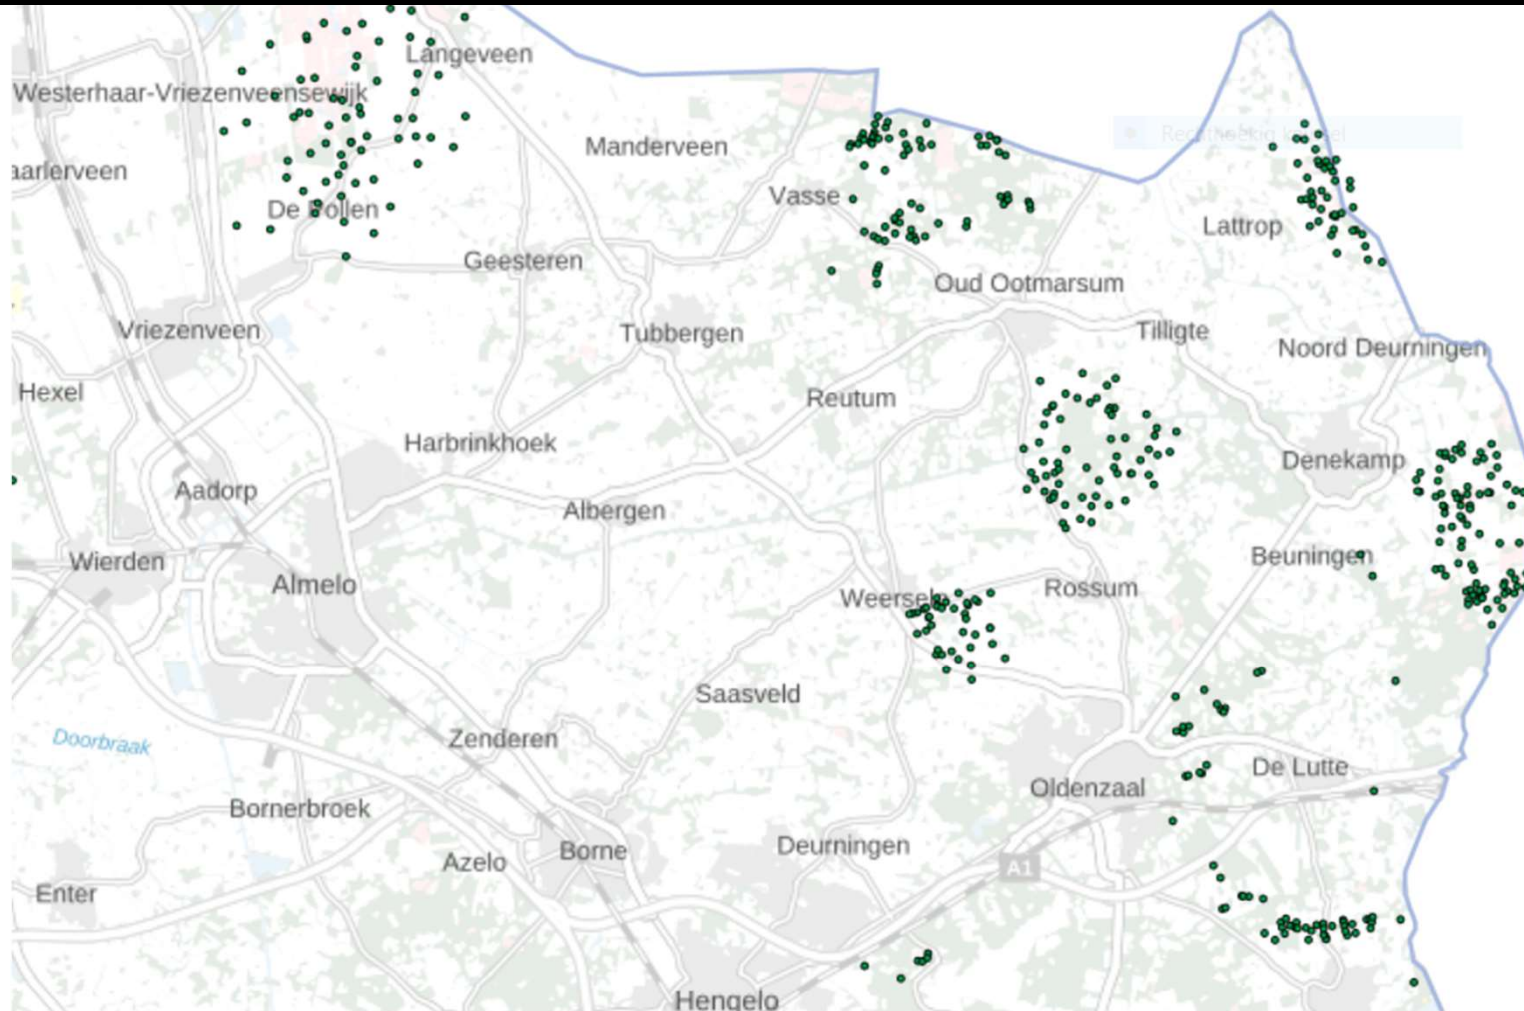 Langeveen
Westerhaar-Vriezenveensewijk
Rechthoekig knipsel
Manderveen
aarlerveen
Vasse
De Pollen
Lattrop
Geesteren
Oud Ootmarsum
Vriezenveen
Tubbergen
Tilligte
Noord Deurningen
Hexel
Reutum
Harbrinkhoek
Denekamp
Aadorp
Albergen
Wierden
Beuningen
Almelo
Weerselo
Rossum
Saasveld
Doorbraak
Zenderen
De Lutte
Oldenzaal
Bornerbroek
Azelo
Borne
Deurningen
A1
Enter
Hengelo